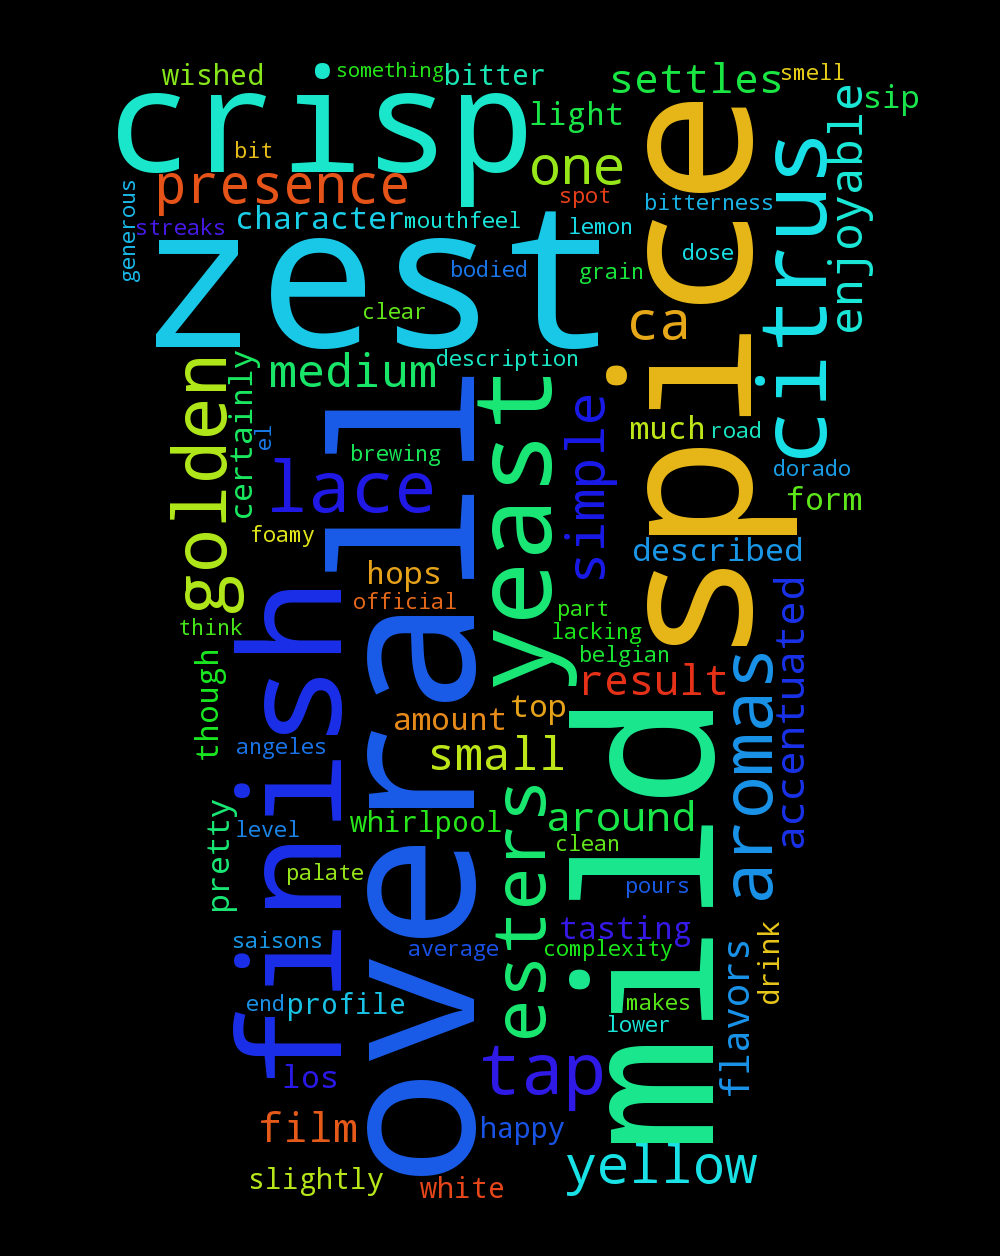 wished
something
bitter
settles
smell
crisp
light
sip
bit
one
presence
spot
bitterness
generous
streaks
character
mouthfeel
lemon
dose
zest
bodied
grain
spice
citrus
enjoyable
clear
ca
medium
description
golden
certainly
el
brewing
lace
yeast
simple
much
road
dorado
form
foamy
hops
official
described
part
think
lacking
belgian
result
accentuated
though
finish
overall
amount
top
small
mild
aromas
angeles
pretty
level
whirlpool
esters
around
clean
palate
pours
tasting
saisons
average
complexity
flavors
drink
end
profile
makes
lower
los
tap
film
happy
yellow
slightly
white